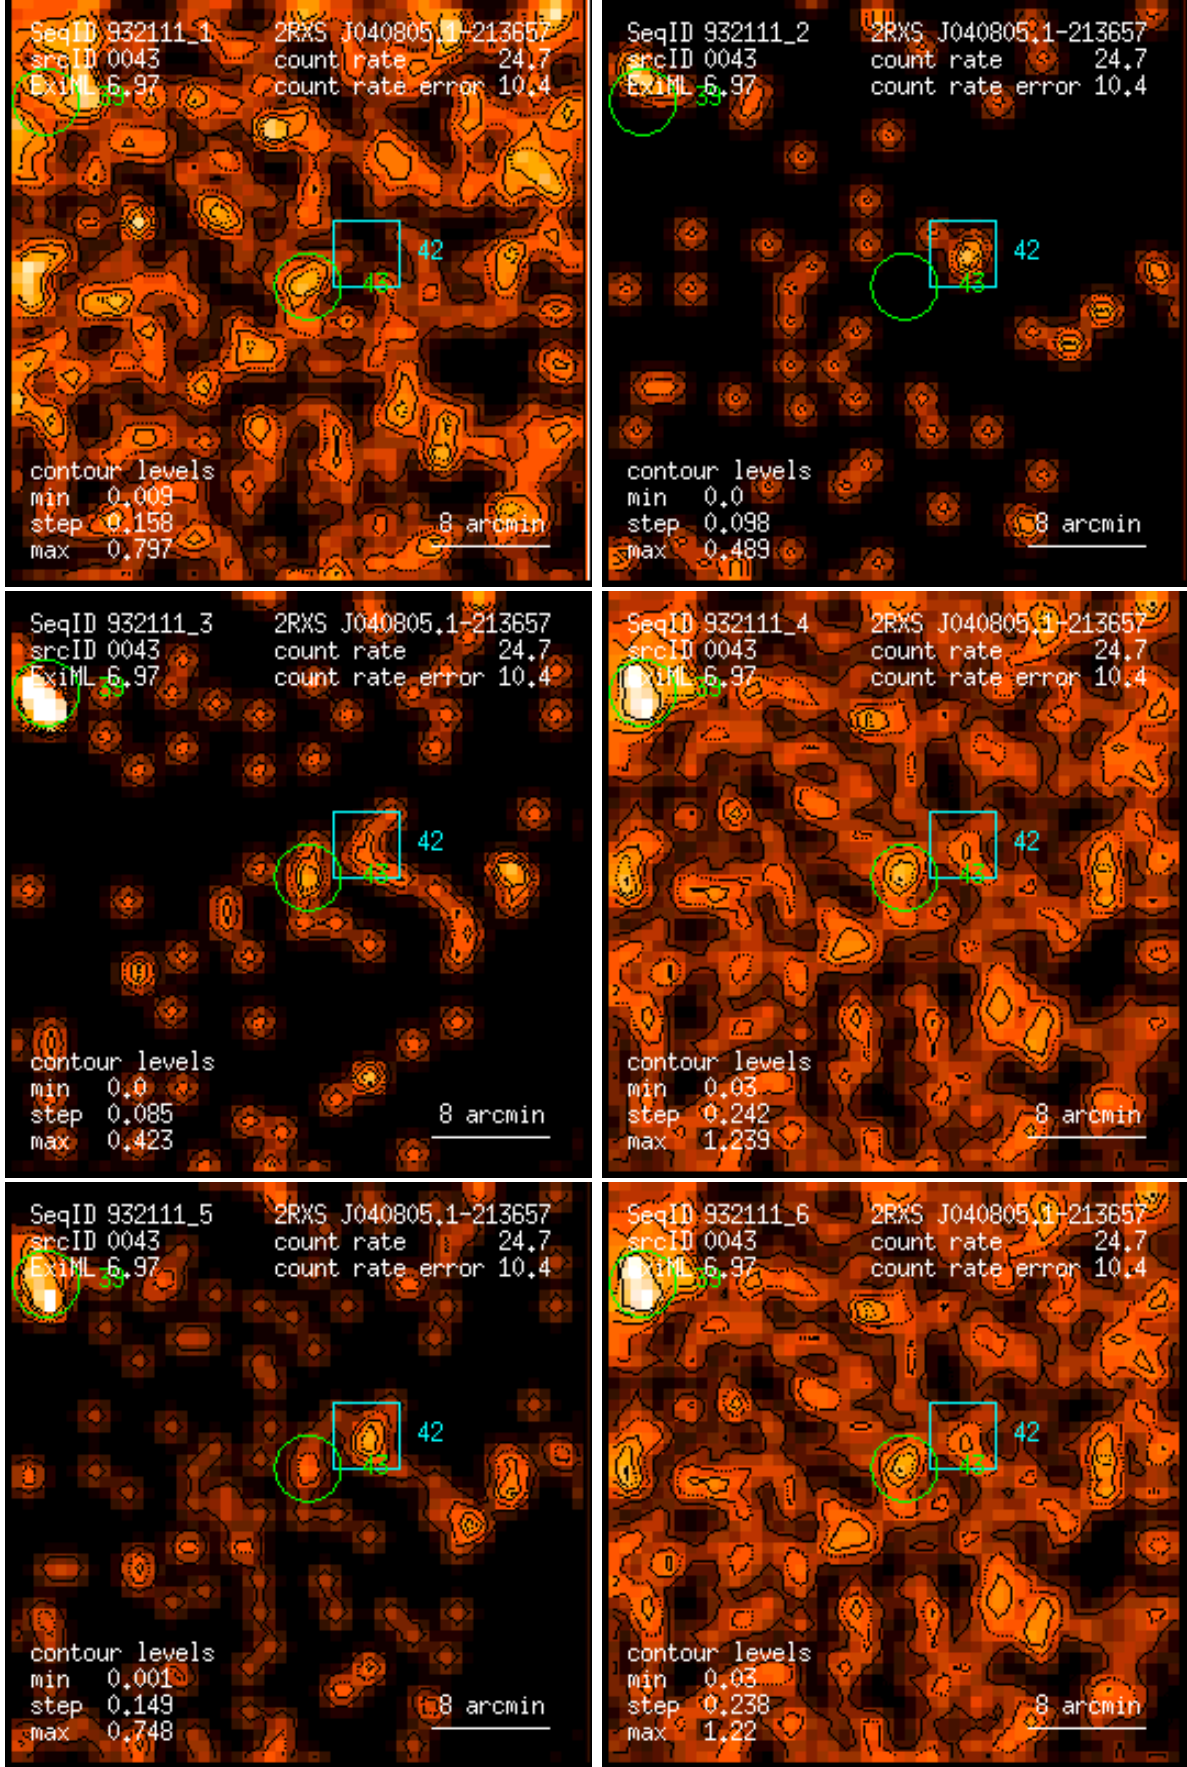 SeqID 932111_1 2RXS J040805.1-213657
srcID 0043 count rate 24.7
ExiML 6.97 count rate error 10.4
39
42
43
contour levels
min 0.009
step 0.158 8 arcmin
max 0.797
SeqID 932111_2 2RXS J040805.1-213657
srcID 0043 count rate 24.7
ExiML 6.97 count rate error 10.4
39
42
43
contour levels
min 0.0
step 0.098 8 arcmin
max 0.489
SeqID 932111_3 2RXS J040805.1-213657
srcID 0043 count rate 24.7
ExiML 6.97 count rate error 10.4
39
42
43
contour levels
min 0.0
step 0.085 8 arcmin
max 0.423
SeqID 932111_4 2RXS J040805.1-213657
srcID 0043 count rate 24.7
ExiML 6.97 count rate error 10.4
39
42
43
contour levels
min 0.03
step 0.242 8 arcmin
max 1.239
SeqID 932111_5 2RXS J040805.1-213657
srcID 0043 count rate 24.7
ExiML 6.97 count rate error 10.4
39
42
43
contour levels
min 0.001
step 0.149 8 arcmin
max 0.748
SeqID 932111_6 2RXS J040805.1-213657
srcID 0043 count rate 24.7
ExiML 6.97 count rate error 10.4
39
42
43
contour levels
min 0.03
step 0.238 8 arcmin
max 1.22